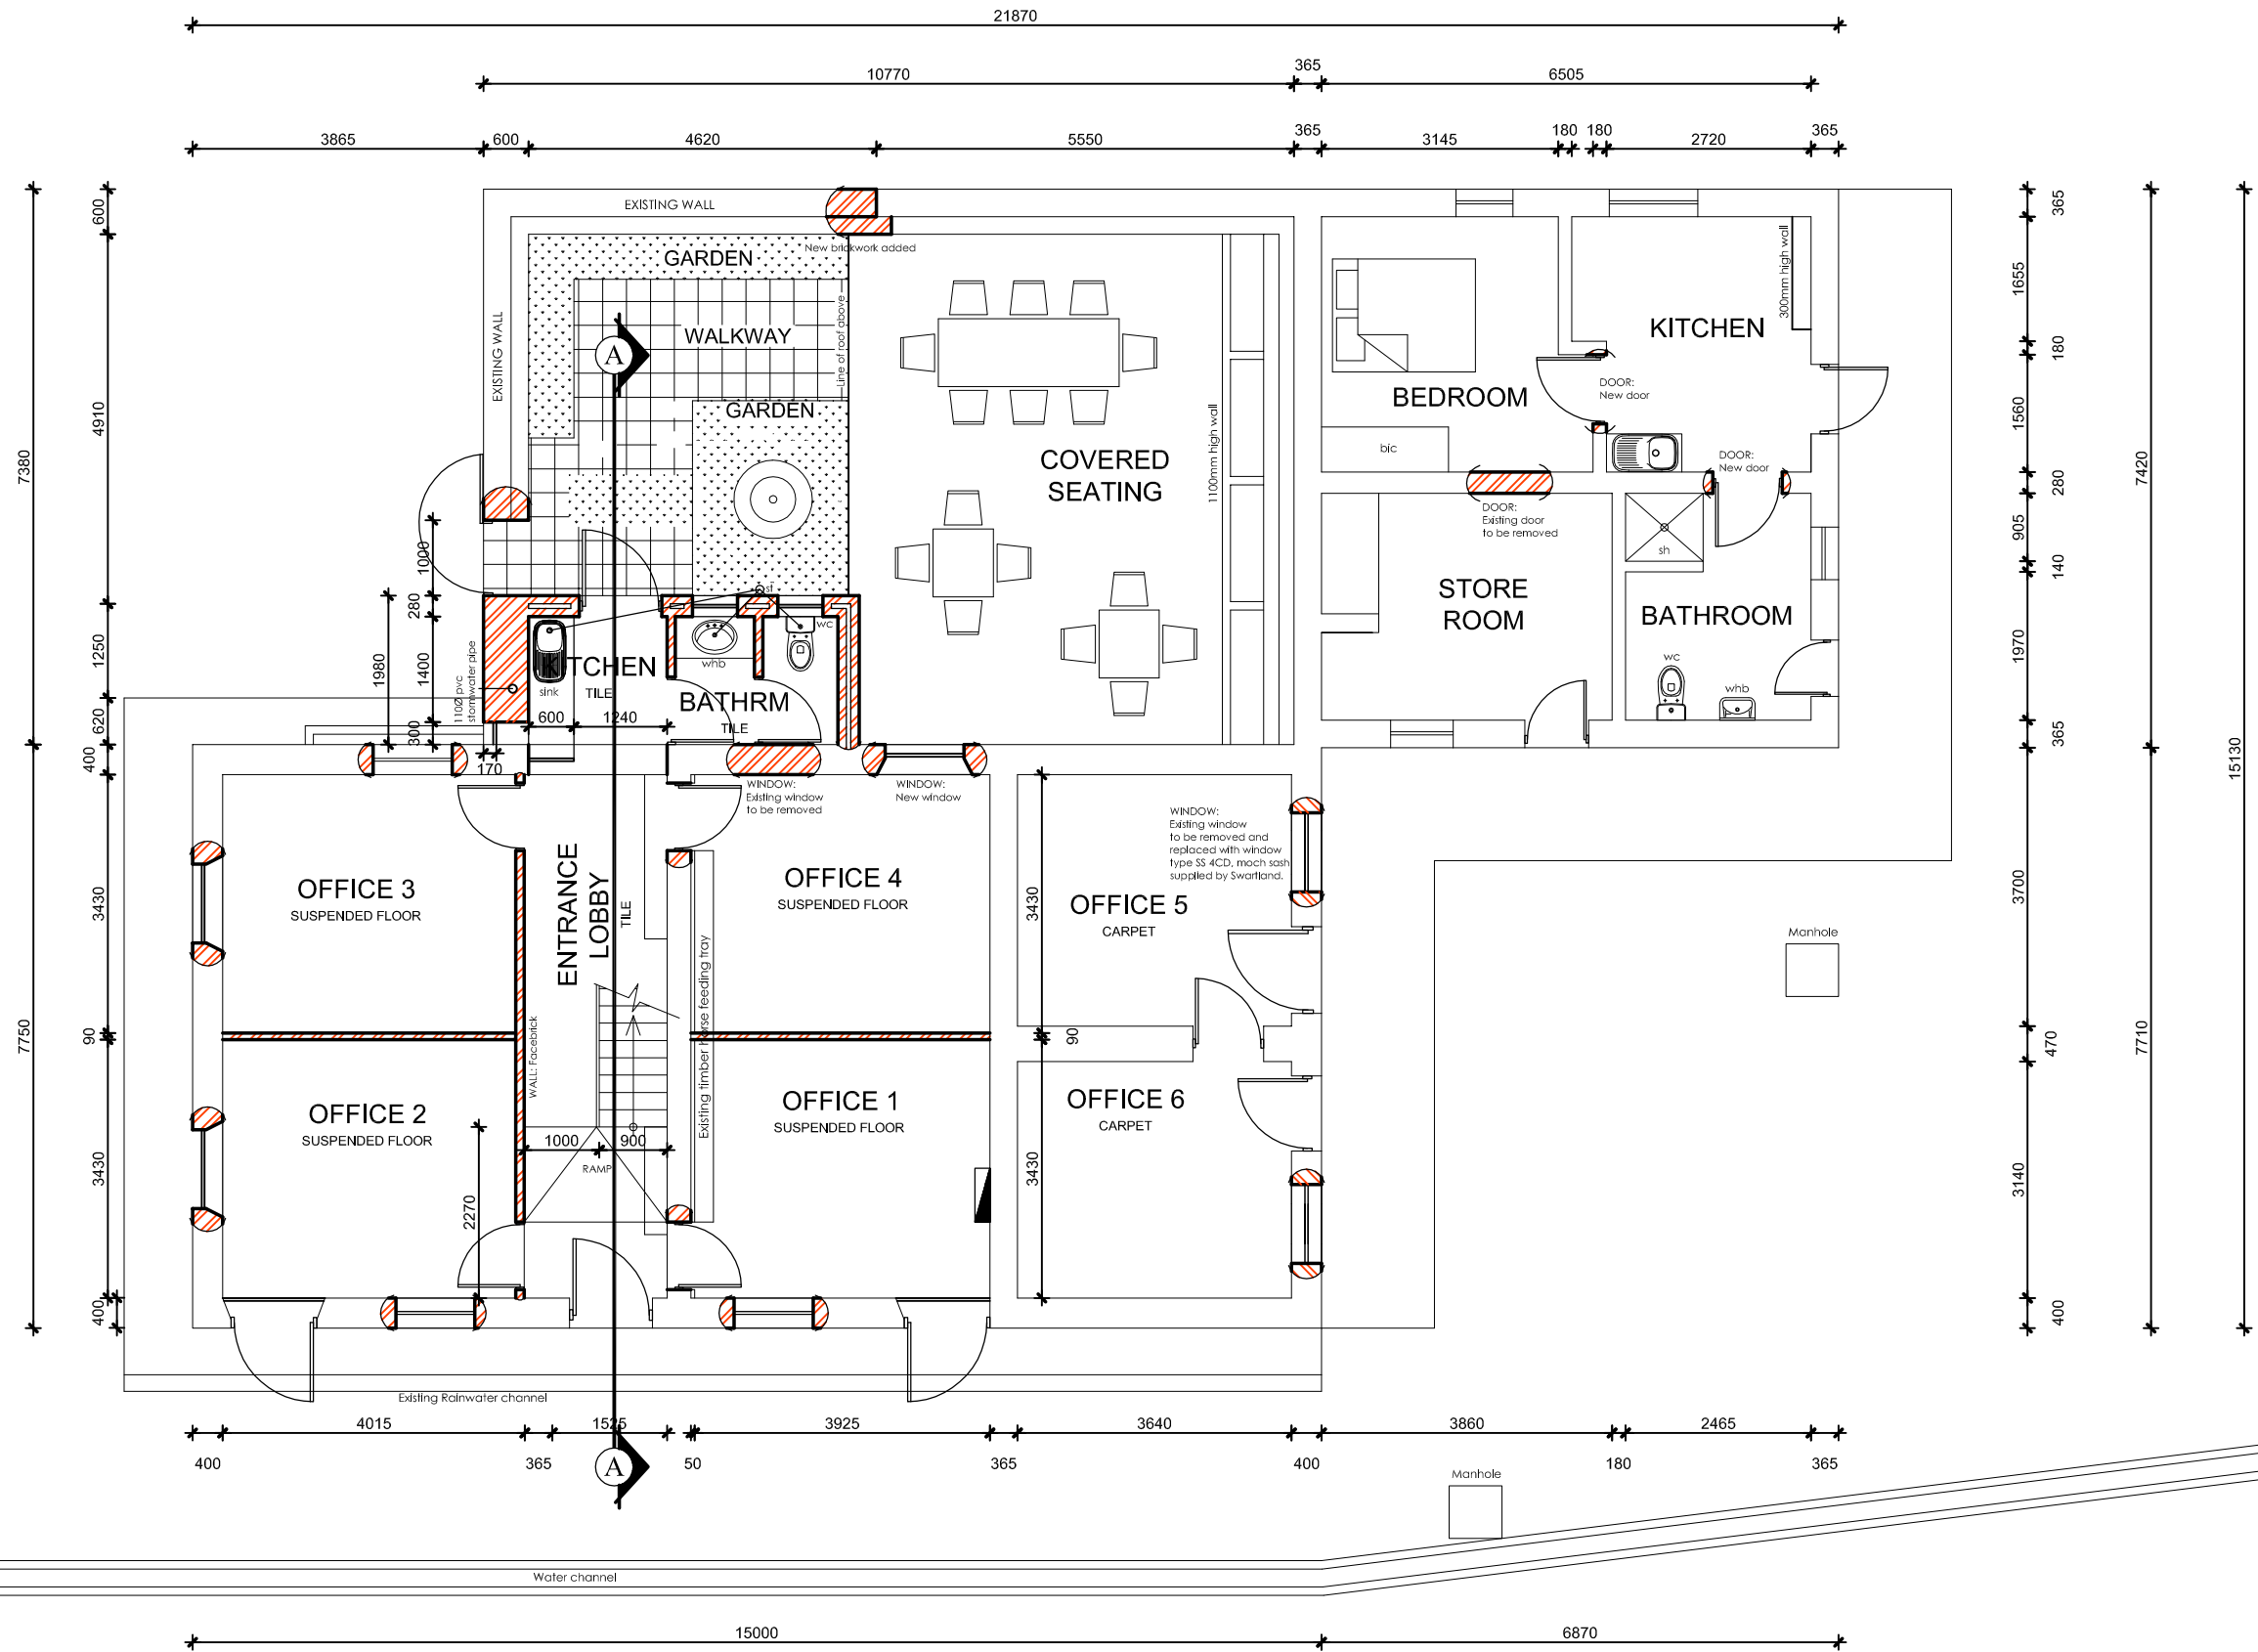 21870
10770
365
6505
3865
600
4620
5550
365
3145
180
180
2720
365
EXISTING WALL
New brickwork added
GARDEN
WALKWAY
Line of roof above
EXISTING WALL
A
GARDEN
COVERED
SEATING
1100mm high wall
BEDROOM
bic
KITCHEN
300mm high wall
DOOR:
New door
DOOR:
New door
DOOR:
Existing door
to be removed
STORE
ROOM
sh
BATHROOM
wc
whb
600
4910
7380
1000
280
1250
1980
1400
620
300
400
170
110Ø pvc
stormwater pipe
KITCHEN
TILE
sink
600
1240
st
whb
wc
BATHRM
TILE
365
1655
180
1560
280
905
140
1970
365
7420
15130
WINDOW:
Existing window
to be removed
WINDOW:
New window
WINDOW:
Existing window
to be removed and
replaced with window
type SS 4CD, moch sash
supplied by Swartland.
OFFICE 3
SUSPENDED FLOOR
ENTRANCE
LOBBY
TILE
OFFICE 4
SUSPENDED FLOOR
OFFICE 5
CARPET
3430
3430
90
7750
3430
400
90
3430
WALL: Facebrick
Existing timber horse feeding tray
OFFICE 2
SUSPENDED FLOOR
OFFICE 1
SUSPENDED FLOOR
OFFICE 6
CARPET
1000
900
RAMP
2270
3700
470
7710
3140
400
Manhole
Existing Rainwater channel
4015
1525
3925
3640
3860
2465
400
365
A
50
365
400
180
365
Manhole
Water channel
15000
6870